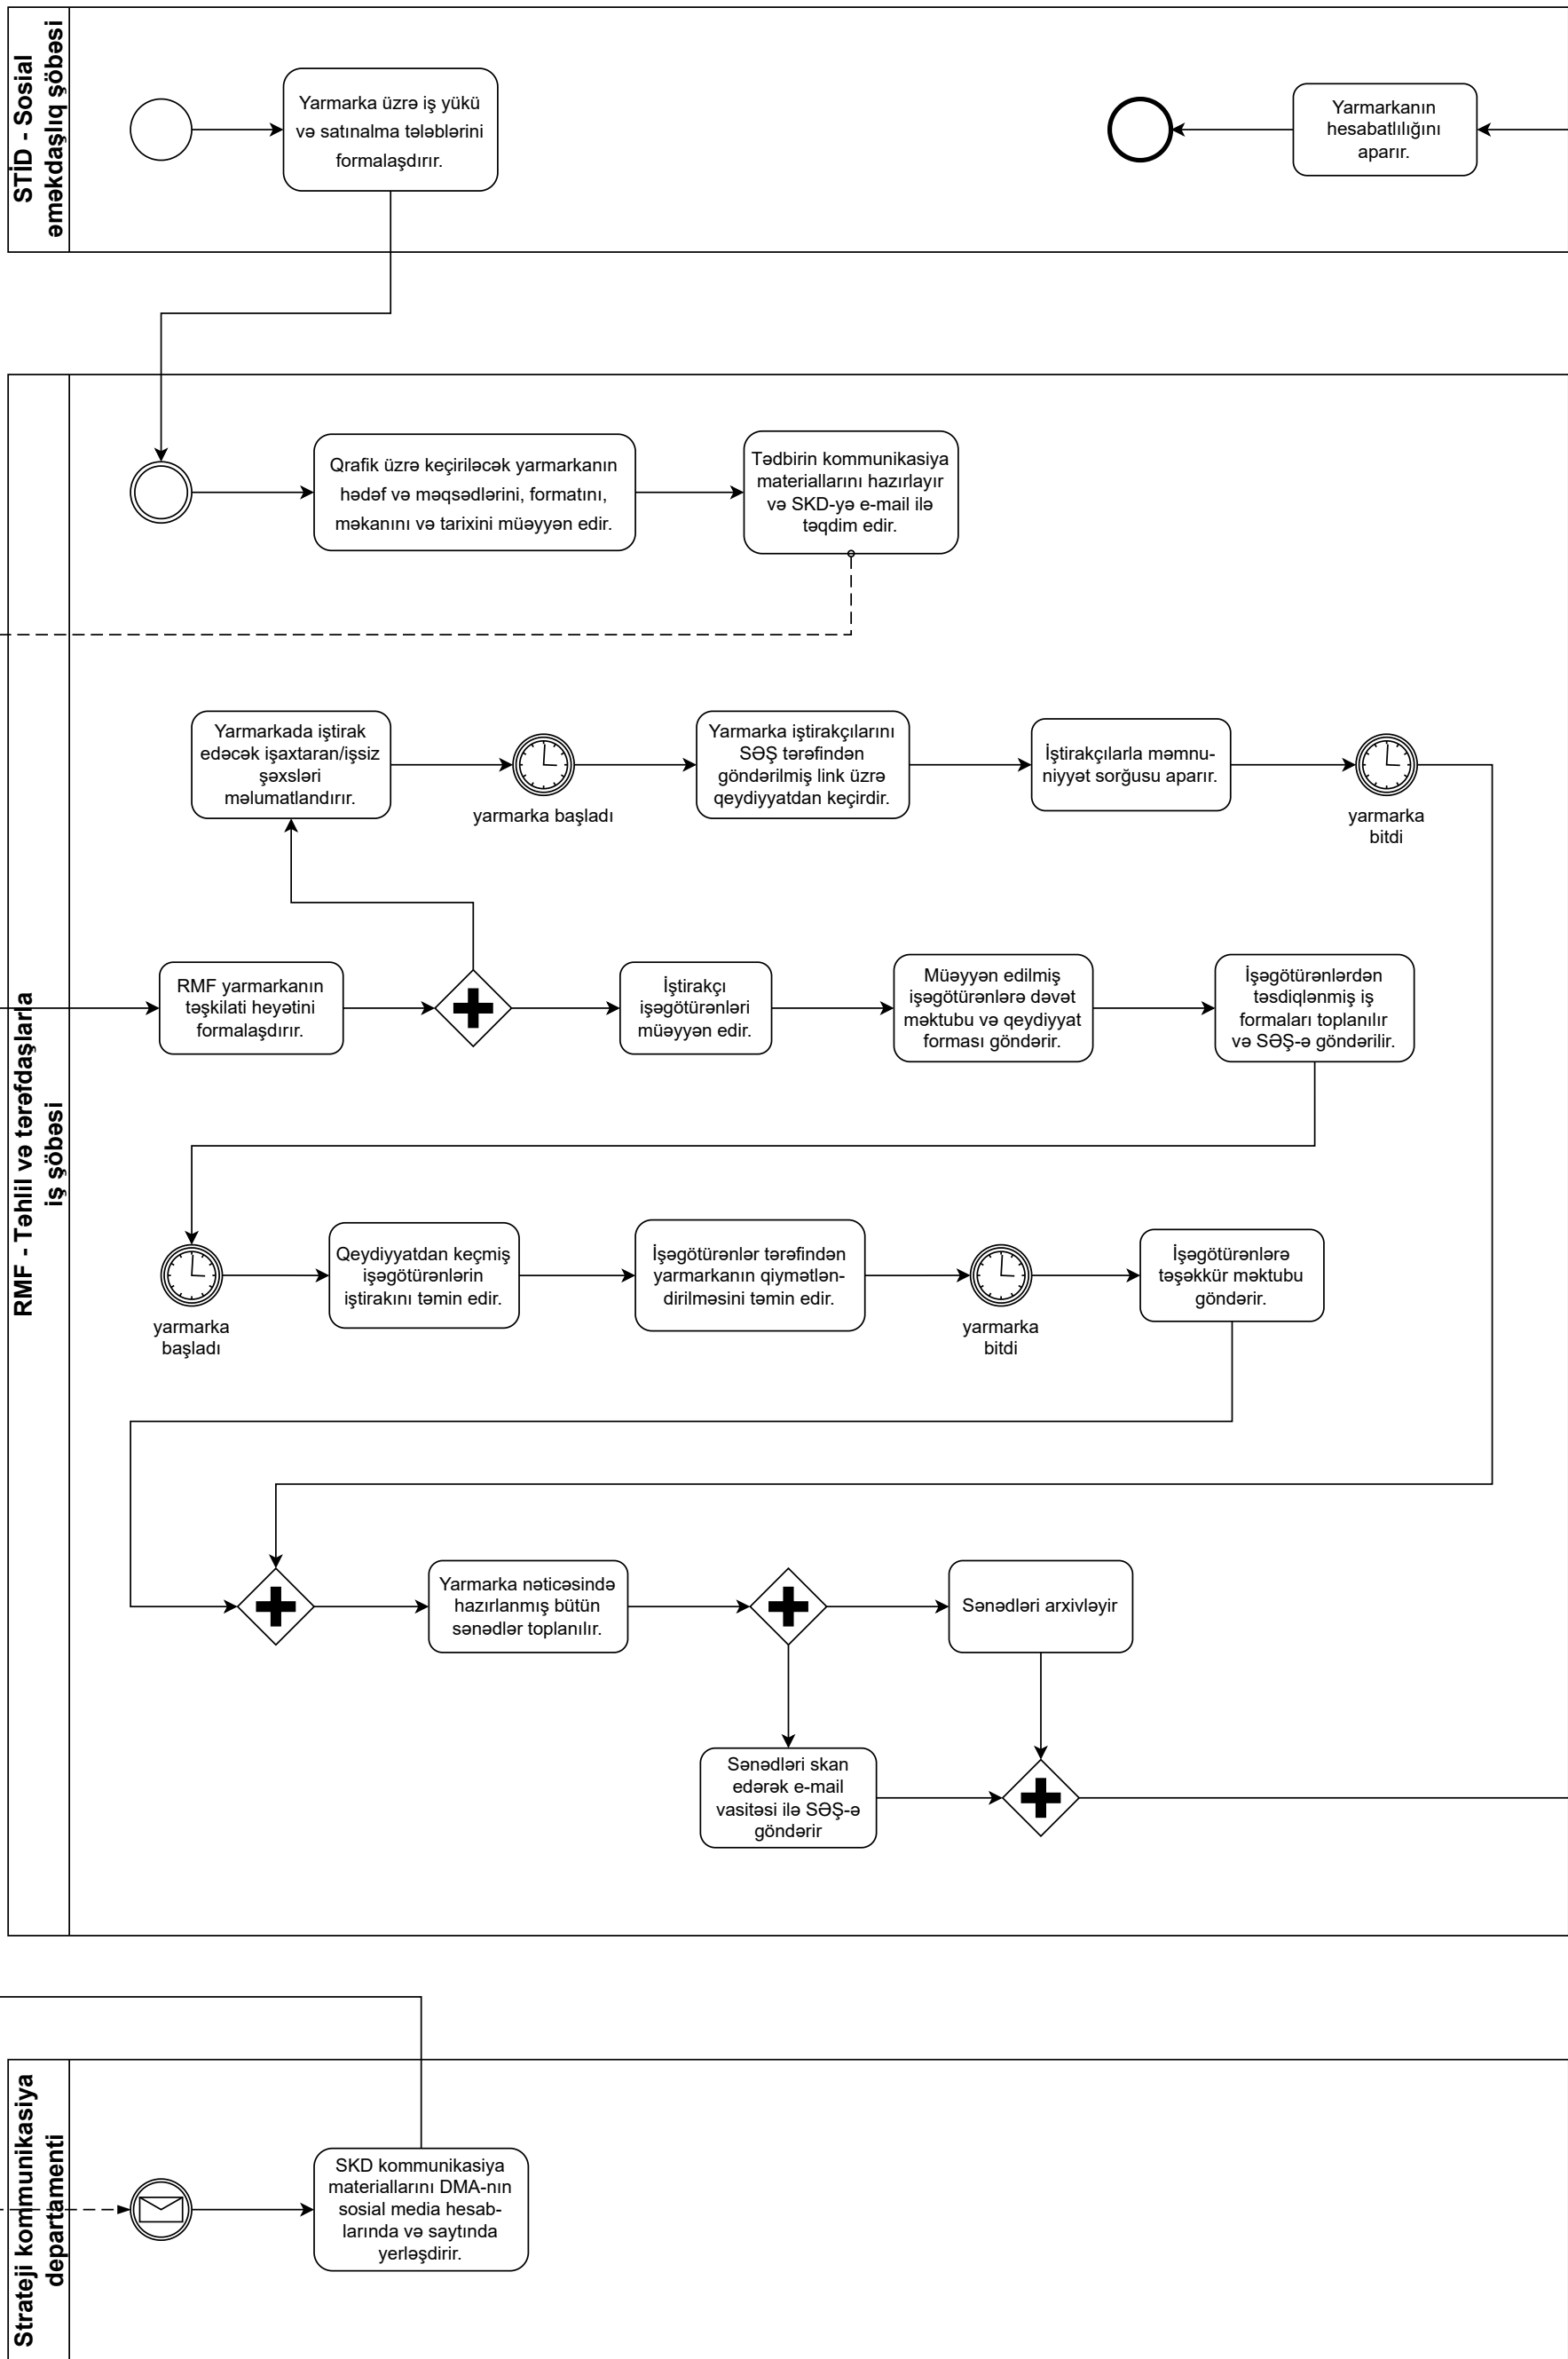 STİD - Sosial
əməkdaşlıq şöbəsi
Yarmarka üzrə iş yükü
və satınalma tələblərini
formalaşdırır.
Yarmarkanın
hesabatlılığını
aparır.
RMF - Təhlil və tərəfdaşlarla
iş şöbəsi
Qrafik üzrə keçiriləcək yarmarkanın
hədəf və məqsədlərini, formatını,
məkanını və tarixini müəyyən edir.
Tədbirin kommunikasiya
materiallarını hazırlayır
və SKD-yə e-mail ilə
təqdim edir.
Yarmarkada iştirak
edəcək işaxtaran/işsiz
şəxsləri
məlumatlandırır.
yarmarka başladı
Yarmarka iştirakçılarını
SƏŞ tərəfindən
göndərilmiş link üzrə
qeydiyyatdan keçirdir.
İştirakçılarla məmnu-
niyyət sorğusu aparır.
yarmarka
bitdi
RMF yarmarkanın
təşkilati heyətini
formalaşdırır.
İştirakçı
işəgötürənləri
müəyyən edir.
Müəyyən edilmiş
işəgötürənlərə dəvət
məktubu və qeydiyyat
forması göndərir.
İşəgötürənlərdən
təsdiqlənmiş iş
formaları toplanılır
və SƏŞ-ə göndərilir.
yarmarka
başladı
Qeydiyyatdan keçmiş
işəgötürənlərin
iştirakını təmin edir.
İşəgötürənlər tərəfindən
yarmarkanın qiymətlən-
dirilməsini təmin edir.
yarmarka
bitdi
İşəgötürənlərə
təşəkkür məktubu
göndərir.
Yarmarka nəticəsində
hazırlanmış bütün
sənədlər toplanılır.
Sənədləri arxivləyir
Sənədləri skan
edərək e-mail
vasitəsi ilə SƏŞ-ə
göndərir
Strateji kommunikasiya
departamenti
SKD kommunikasiya
materiallarını DMA-nın
sosial media hesab-
larında və saytında
yerləşdirir.